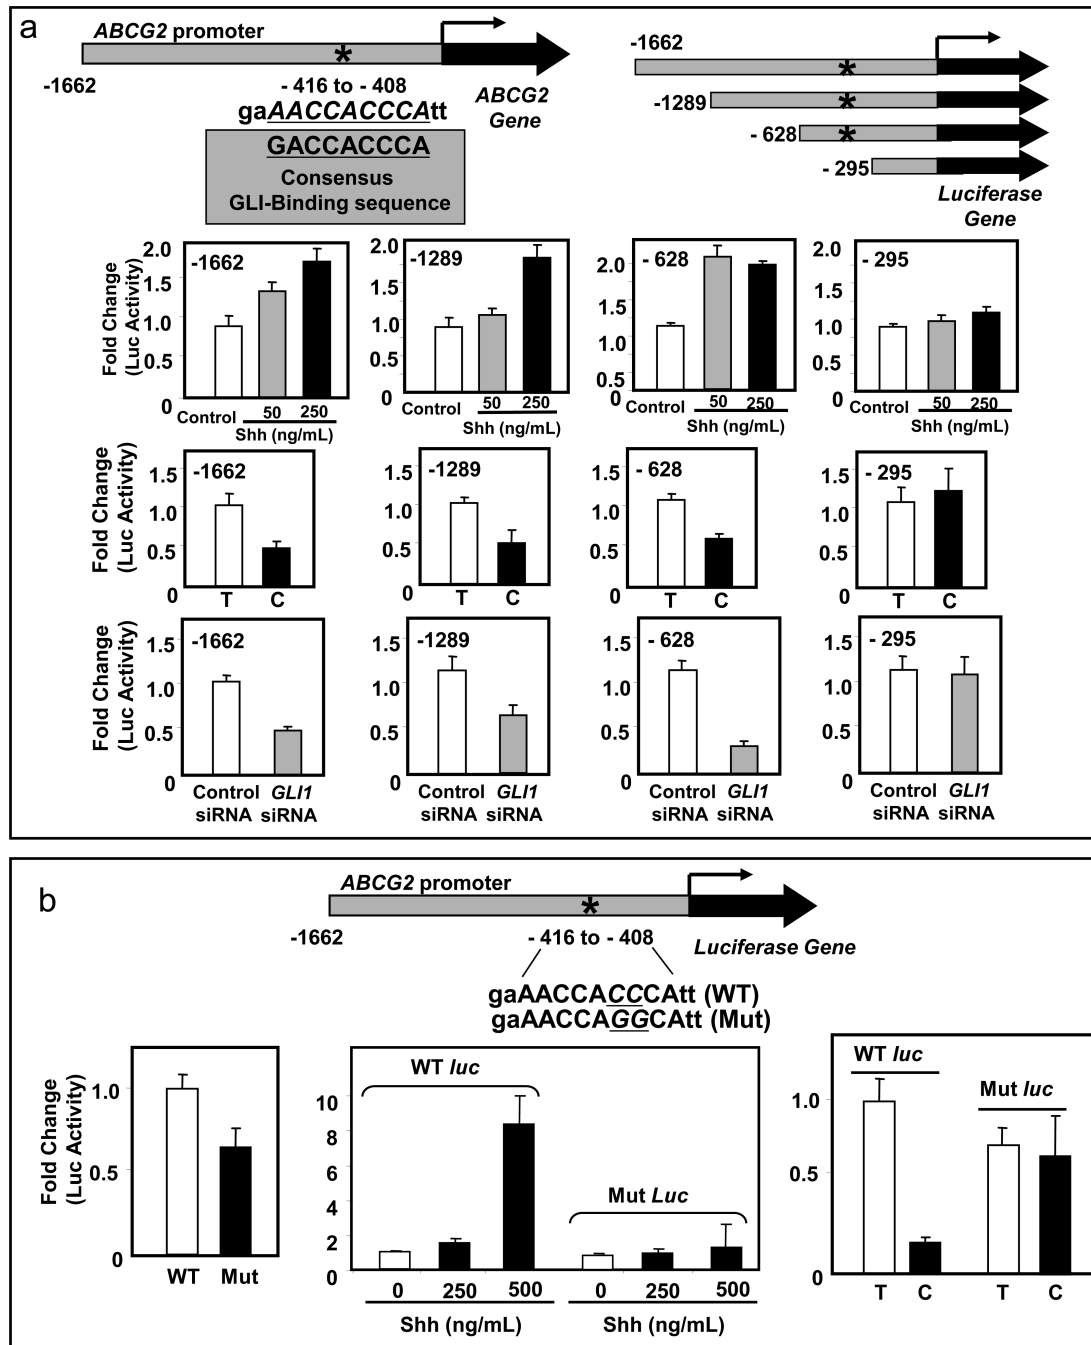 a
ABCG2 promoter
*
-1662
- 416 to - 408
gaAACCACCCAtt
ABCG2
Gene
GACCACCCA
Consensus
GLI-Binding sequence
-1662
*
-1289
*
- 628
*
- 295
Luciferase
Gene
Fold Change
(Luc Activity)
2.0
1.5
1.0
0.5
0
-1662
Control
50
250
Shh (ng/mL)
2.0
1.5
1.0
0.5
0
-1289
Control
50
250
Shh (ng/mL)
2.0
1.5
1.0
0.5
0
- 628
Control
50
250
Shh (ng/mL)
2.0
1.5
1.0
0.5
0
- 295
Control
50
250
Shh (ng/mL)
Fold Change
(Luc Activity)
1.5
1.0
0.5
0
-1662
T C
1.5
1.0
0.5
0
-1289
T C
1.5
1.0
0.5
0
- 628
T C
1.5
1.0
0.5
0
- 295
T C
Fold Change
(Luc Activity)
1.5
1.0
0.5
0
-1662
Control GLI1
siRNA siRNA
1.5
1.0
0.5
0
-1289
Control GLI1
siRNA siRNA
1.5
1.0
0.5
0
- 628
Control GLI1
siRNA siRNA
1.5
1.0
0.5
0
- 295
Control GLI1
siRNA siRNA
b
ABCG2 promoter
*
-1662
- 416 to - 408
Luciferase Gene
gaAACCACCCAtt (WT)
gaAACCAGGCAtt (Mut)
Fold Change
(Luc Activity)
1.0
0.5
0
WT Mut
10
8
6
4
2
0
WT luc
Mut Luc
0 250 500 0 250 500
Shh (ng/mL) Shh (ng/mL)
1.0
0.5
0
WT luc
Mut luc
T C T C